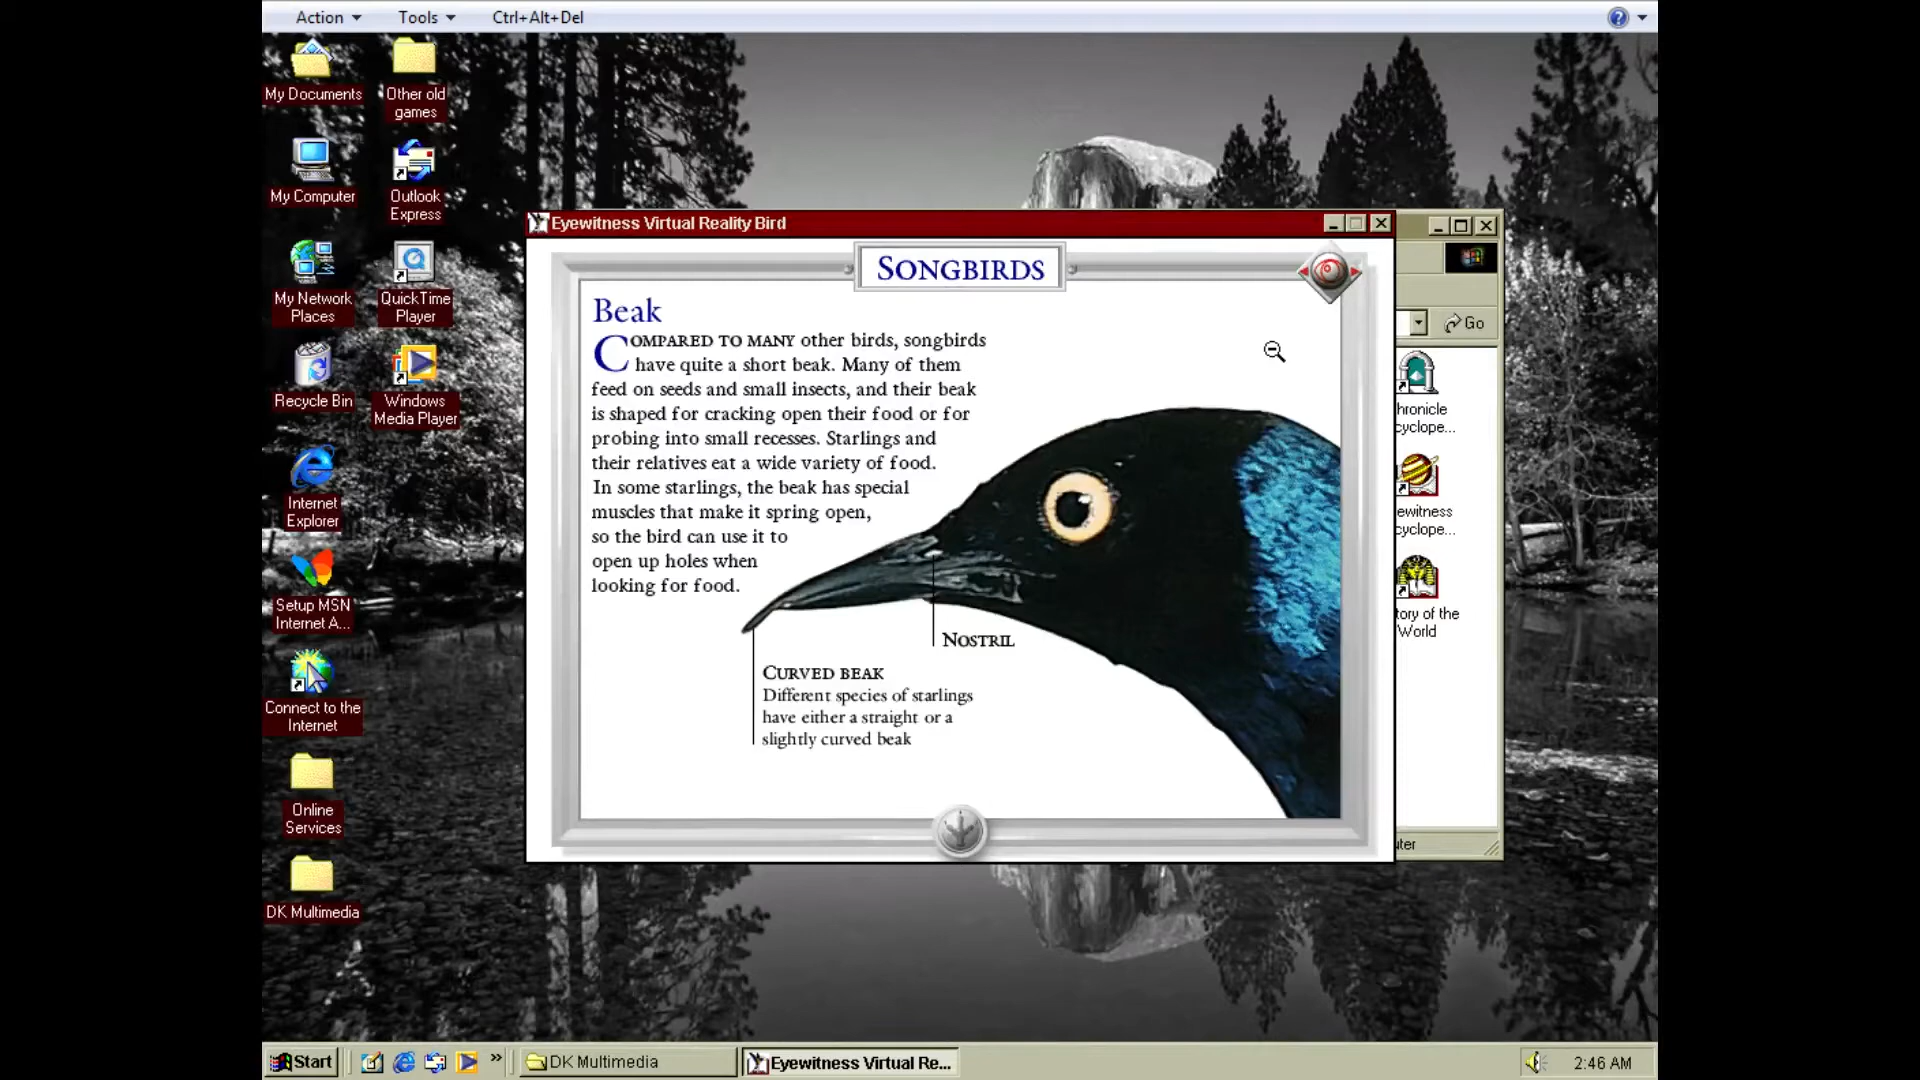 Action
Tools
Ctrl+Alt+Del
My Documents
Other old
games
My Computer
Outlook
Express
My Network
Places
QuickTime
Player
Recycle Bin
Windows
Media Player
Internet
Explorer
Setup MSN
Internet A...
Connect to the
Internet
Online
Services
DK Multimedia
Eyewitness Virtual Reality Bird
SONGBIRDS
Beak
COMPARED TO MANY other birds, songbirds
have quite a short beak. Many of them
feed on seeds and small insects, and their beak
is shaped for cracking open their food or for
probing into small recesses. Starlings and
their relatives eat a wide variety of food.
In some starlings, the beak has special
muscles that make it spring open,
so the bird can use it to
open up holes when
looking for food.
NOSTRIL
CURVED BEAK
Different species of starlings
have either a straight or a
slightly curved beak
Go
hronicle
cyclope...
ewitness
cyclope...
tory of the
World
uter
Start
»
DK Multimedia
Eyewitness Virtual Re...
2:46 AM